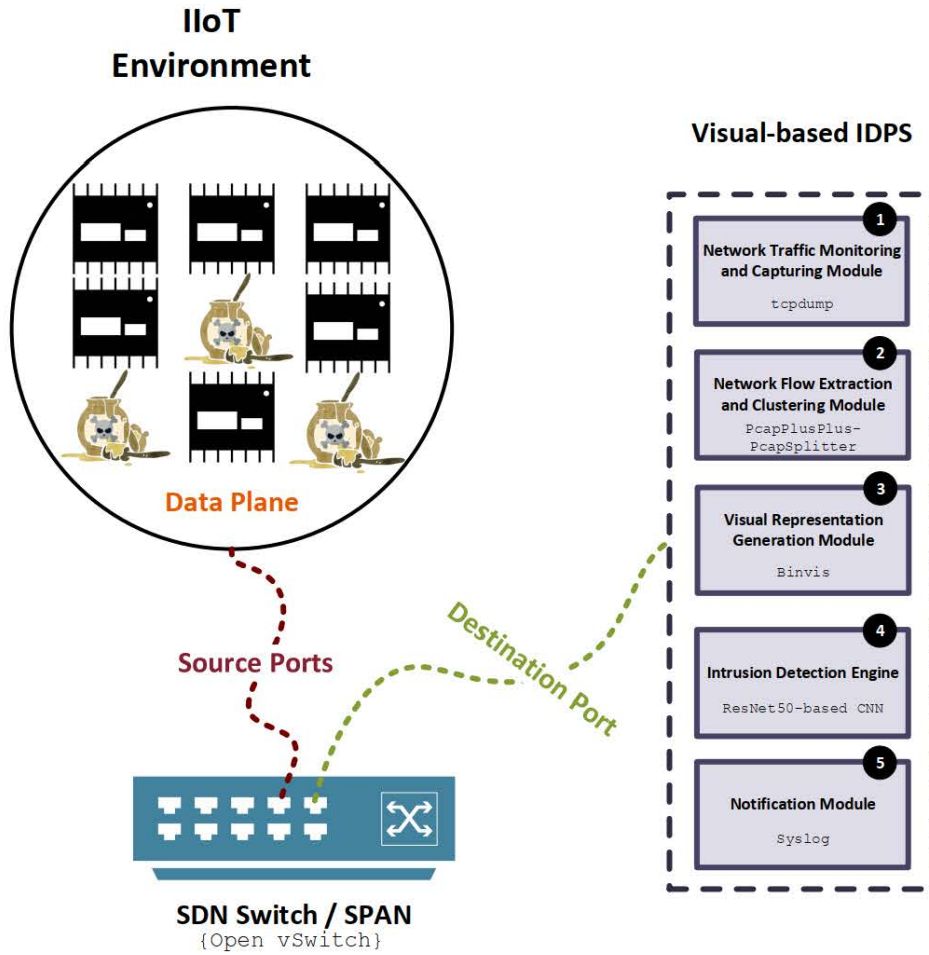 IIoT
Environment
Data Plane
Source Ports
Destination Port
SDN Switch / SPAN
{Open vSwitch}
Visual-based IDPS
1
Network Traffic Monitoring
and Capturing Module
tcpdump
2
Network Flow Extraction
and Clustering Module
PcapPlusPlus-
PcapSplitter
3
Visual Representation
Generation Module
Binvis
4
Intrusion Detection Engine
ResNet50-based CNN
5
Notification Module
Syslog